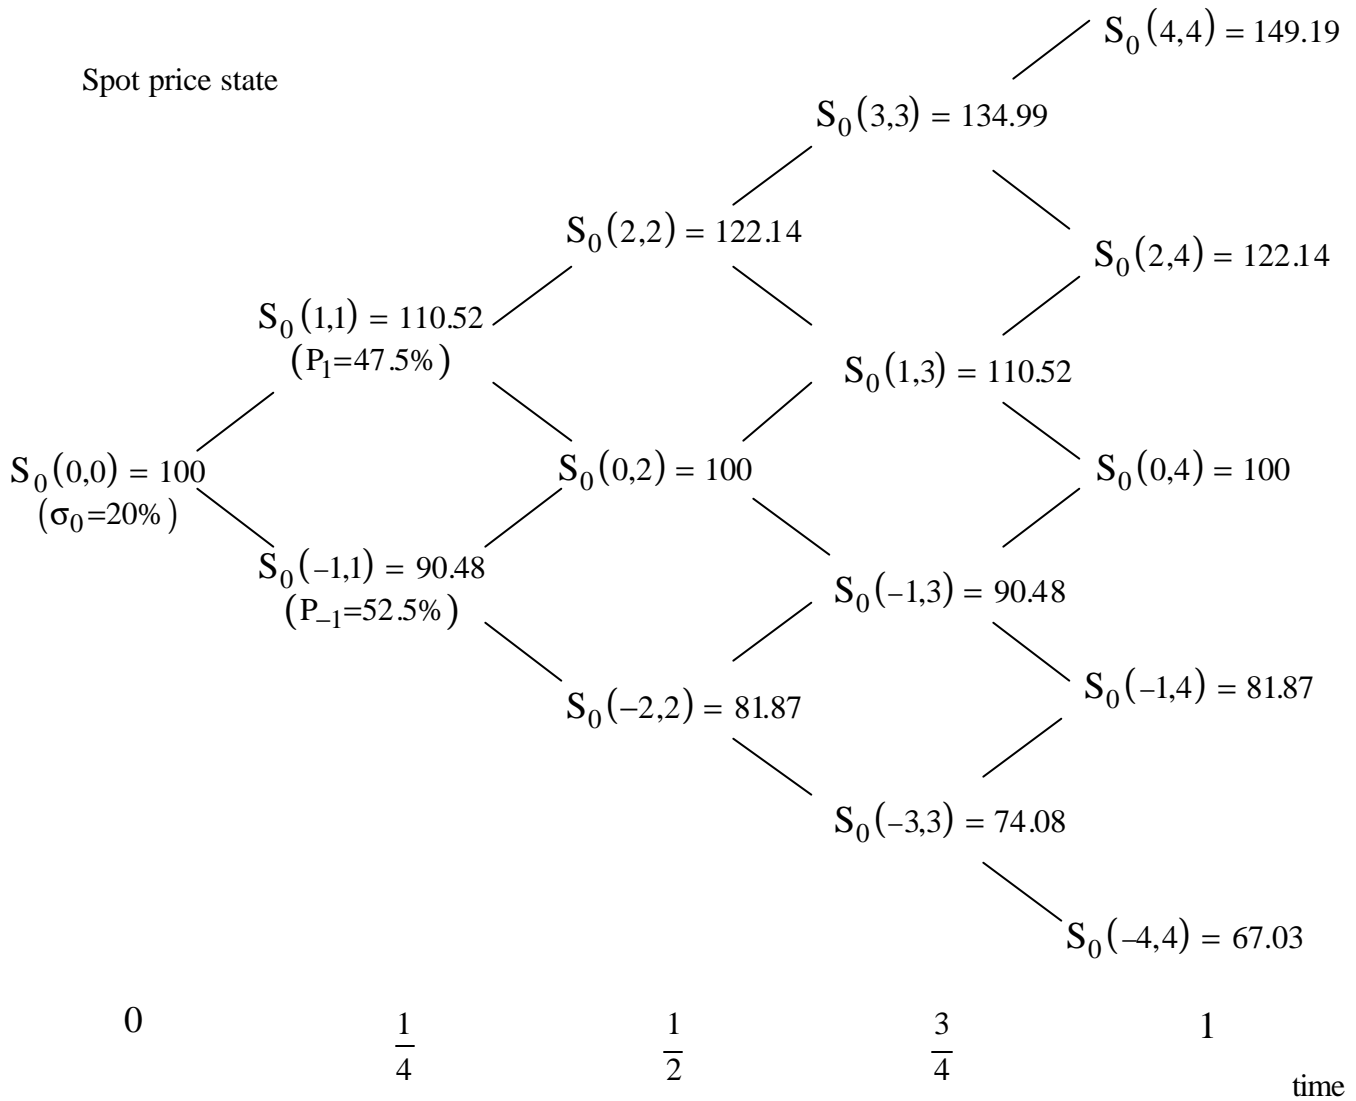 S₀(4,4) = 149.19
Spot price state
S₀(3,3) = 134.99
S₀(2,2) = 122.14
S₀(2,4) = 122.14
S₀(1,1) = 110.52
(P₁=47.5%)
S₀(1,3) = 110.52
S₀(0,0) = 100
(σ₀=20%)
S₀(0,2) = 100
S₀(0,4) = 100
S₀(–1,1) = 90.48
(P₋₁=52.5%)
S₀(–1,3) = 90.48
S₀(–2,2) = 81.87
S₀(–1,4) = 81.87
S₀(–3,3) = 74.08
S₀(–4,4) = 67.03
0 1/4 1/2 3/4 1
time